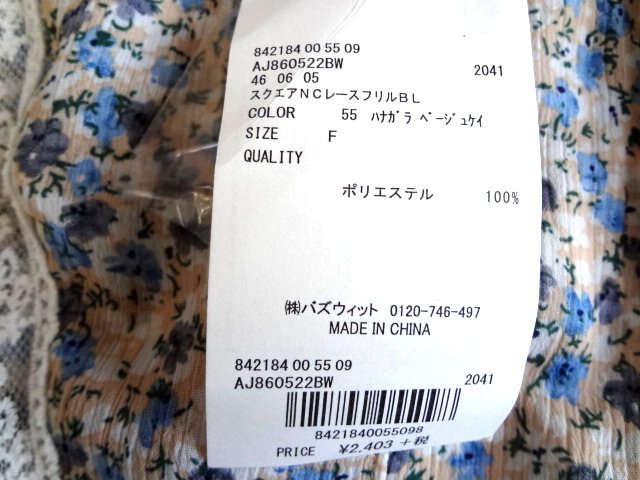 842184 00 55 09
AJ860522BW 2041
46 06 05
スクエアNCレースフリルBL
COLOR 55 ハナガラ ベージュケイ
SIZE F
QUALITY
ポリエステル 100%
㈱バズウィット 0120-746-497
MADE IN CHINA
842184 00 55 09
AJ860522BW 2041
8421840055098
PRICE ¥2,403 +税